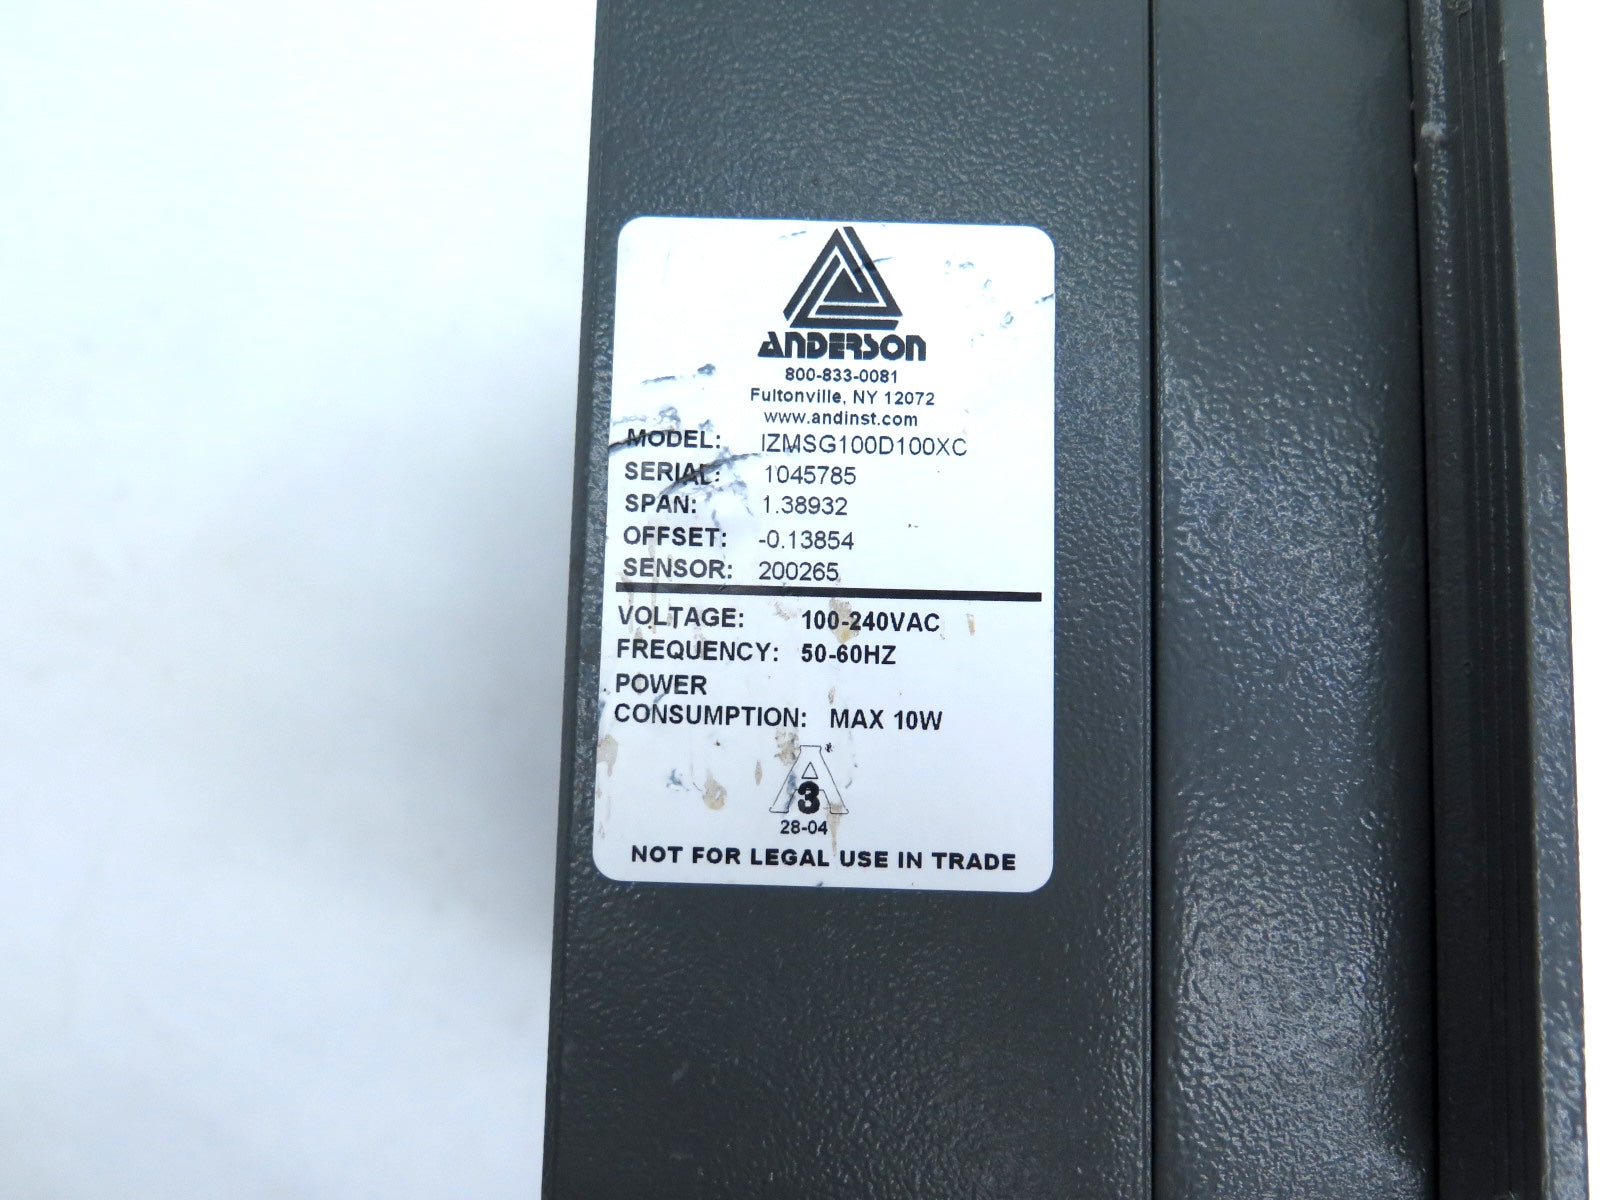 ANDERSON
800-833-0081
Fultonville, NY 12072
www.andinst.com
MODEL: IZMSG100D100XC
SERIAL: 1045785
SPAN: 1.38932
OFFSET: -0.13854
SENSOR: 200265
VOLTAGE: 100-240VAC
FREQUENCY: 50-60HZ
POWER
CONSUMPTION: MAX 10W
3
28-04
NOT FOR LEGAL USE IN TRADE